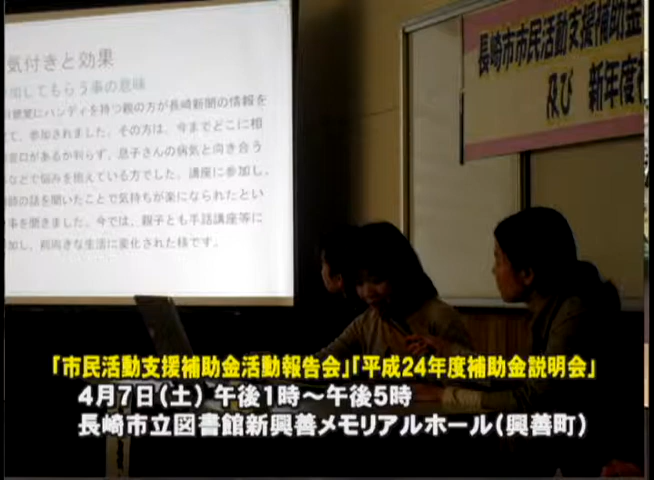 気付きと効果
加してもらう事の意味
聴覚にハンディを持つ親の方が長崎新聞の情報を
て、参加されました。その方は、今までどこに相
窓口があるか判らず、息子さんの病気と向き合う
などで悩みを抱えている方でした。講座に参加し、
師の話を聞いたことで気持ちが楽になられたとい
事を聞きました。今では、親子とも手話講座等に
加し、前向きな生活に変化された様です。
長崎市市民活動支援補助金
及び 新年度
「市民活動支援補助金活動報告会」「平成24年度補助金説明会」
4月7日(土) 午後1時～午後5時
長崎市立図書館新興善メモリアルホール(興善町)